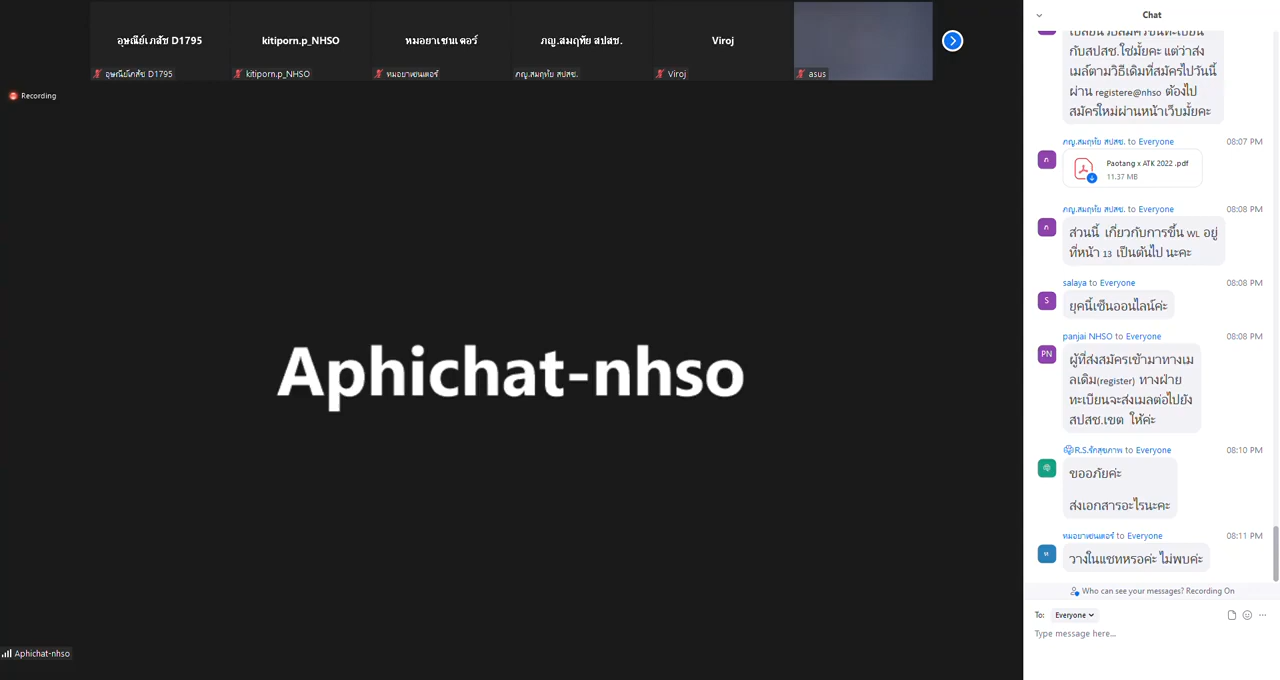 อุษณีย์เภสัช D1795
kitiporn.p_NHSO
หมอยาเซนเตอร์
ภญ.สมฤทัย สปสช.
Viroj
อุษณีย์เภสัช D1795
kitiporn.p_NHSO
หมอยาเซนเตอร์
ภญ.สมฤทัย สปสช.
Viroj
asus
Recording
Aphichat-nhso
Aphichat-nhso
Chat
กับสปสช.ใช่มั้ยคะ แต่ว่าส่ง
เมล์ตามวิธีเดิมที่สมัครไปวันนี้
ผ่าน registere@nhso ต้องไป
สมัครใหม่ผ่านหน้าเว็บมั้ยคะ
ภญ.สมฤทัย สปสช. to Everyone 08:07 PM
ภ
Paotang x ATK 2022 .pdf
11.37 MB
ภญ.สมฤทัย สปสช. to Everyone 08:08 PM
ภ
ส่วนนี้ เกี่ยวกับการขึ้น WL อยู่
ที่หน้า 13 เป็นต้นไป นะคะ
salaya to Everyone 08:08 PM
S
ยุคนี้เซ็นออนไลน์ค่ะ
panjai NHSO to Everyone 08:08 PM
PN
ผู้ที่ส่งสมัครเข้ามาทางเม
ลเดิม(register) ทางฝ่าย
ทะเบียนจะส่งเมลต่อไปยัง
สปสช.เขต ให้ค่ะ
R.S.รักสุขภาพ to Everyone 08:10 PM
ขออภัยค่ะ
ส่งเอกสารอะไรนะคะ
หมอยาเซนเตอร์ to Everyone 08:11 PM
ห
วางในแชทหรอค่ะ ไม่พบค่ะ
Who can see your messages? Recording On
To: Everyone
Type message here...